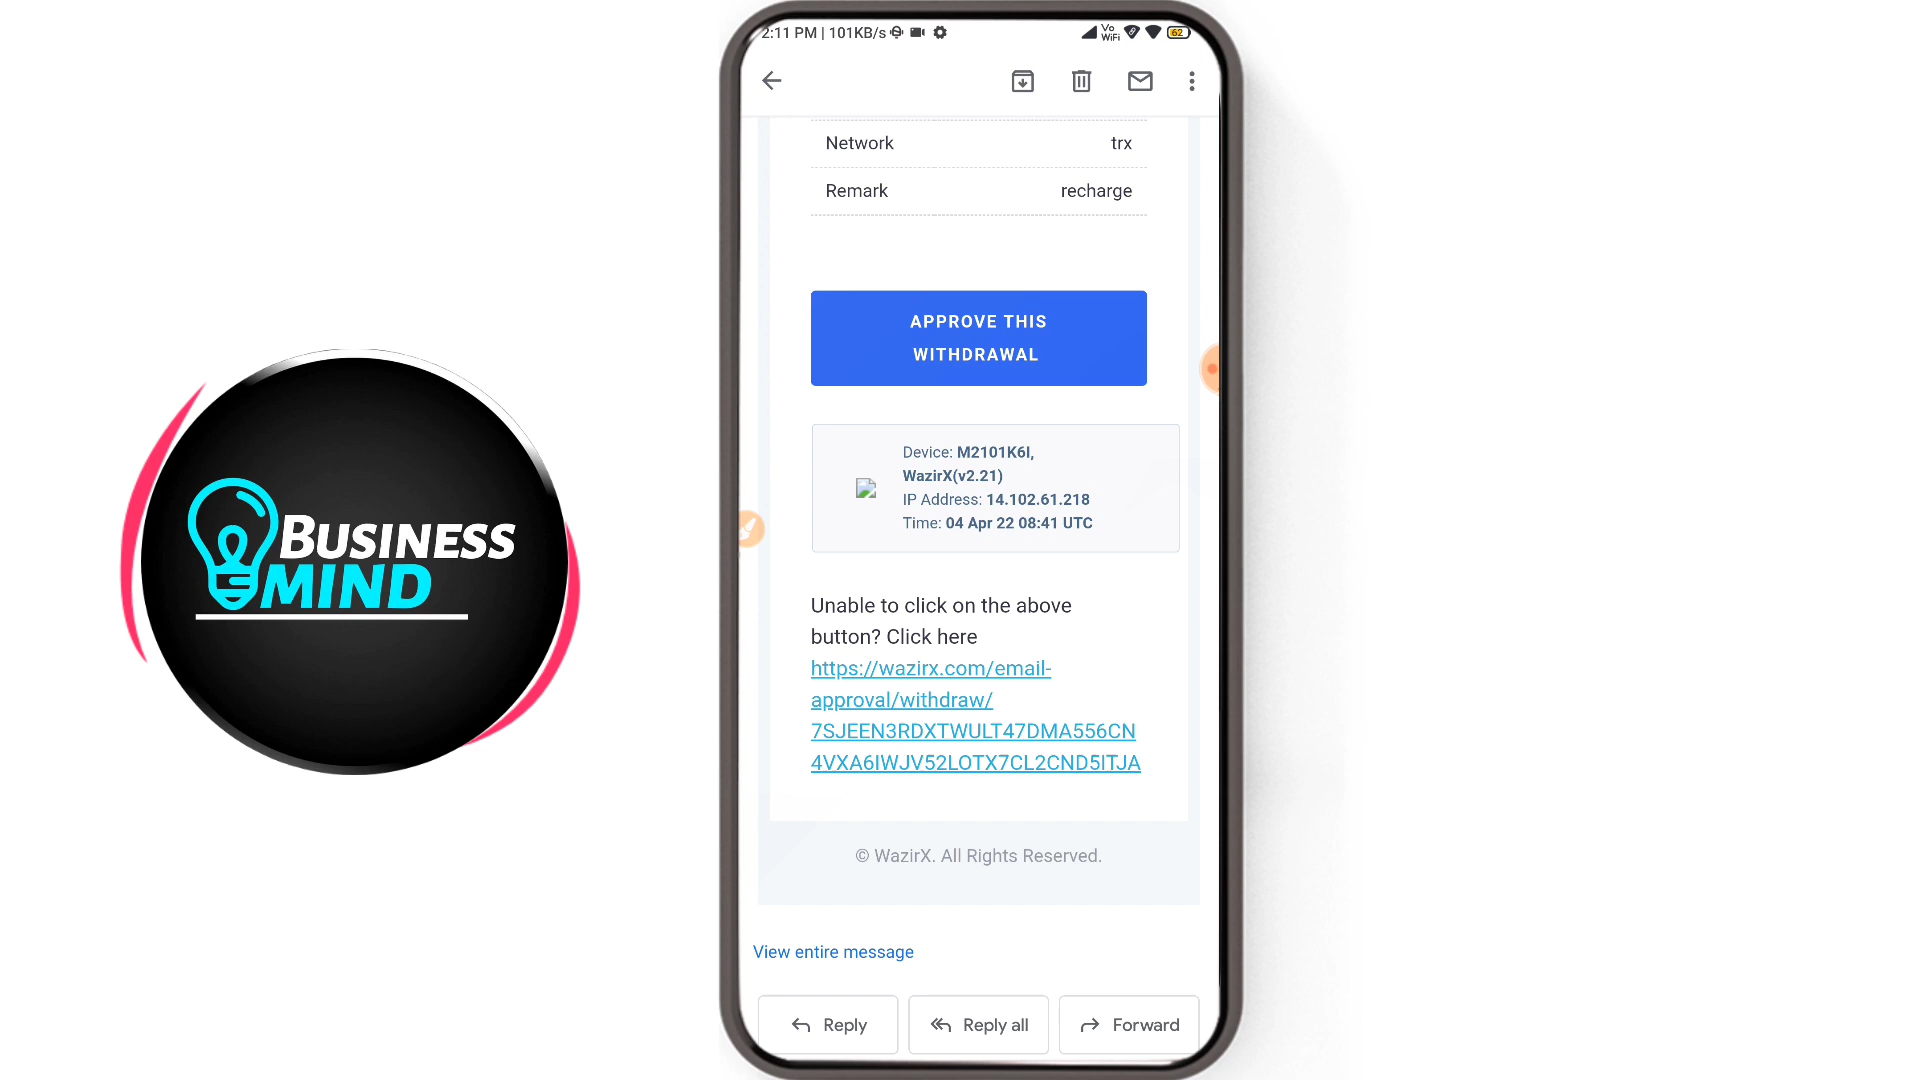 2:11 PM | 101KB/s
Vo
WiFi
62
Network trx
Remark recharge
APPROVE THIS
WITHDRAWAL
Device: M2101K6I,
WazirX(v2.21)
IP Address: 14.102.61.218
Time: 04 Apr 22 08:41 UTC
Unable to click on the above
button? Click here
https://wazirx.com/email-
approval/withdraw/
7SJEEN3RDXTWULT47DMA556CN
4VXA6IWJV52LOTX7CL2CND5ITJA
© WazirX. All Rights Reserved.
View entire message
Reply Reply all Forward
BUSINESS
MIND